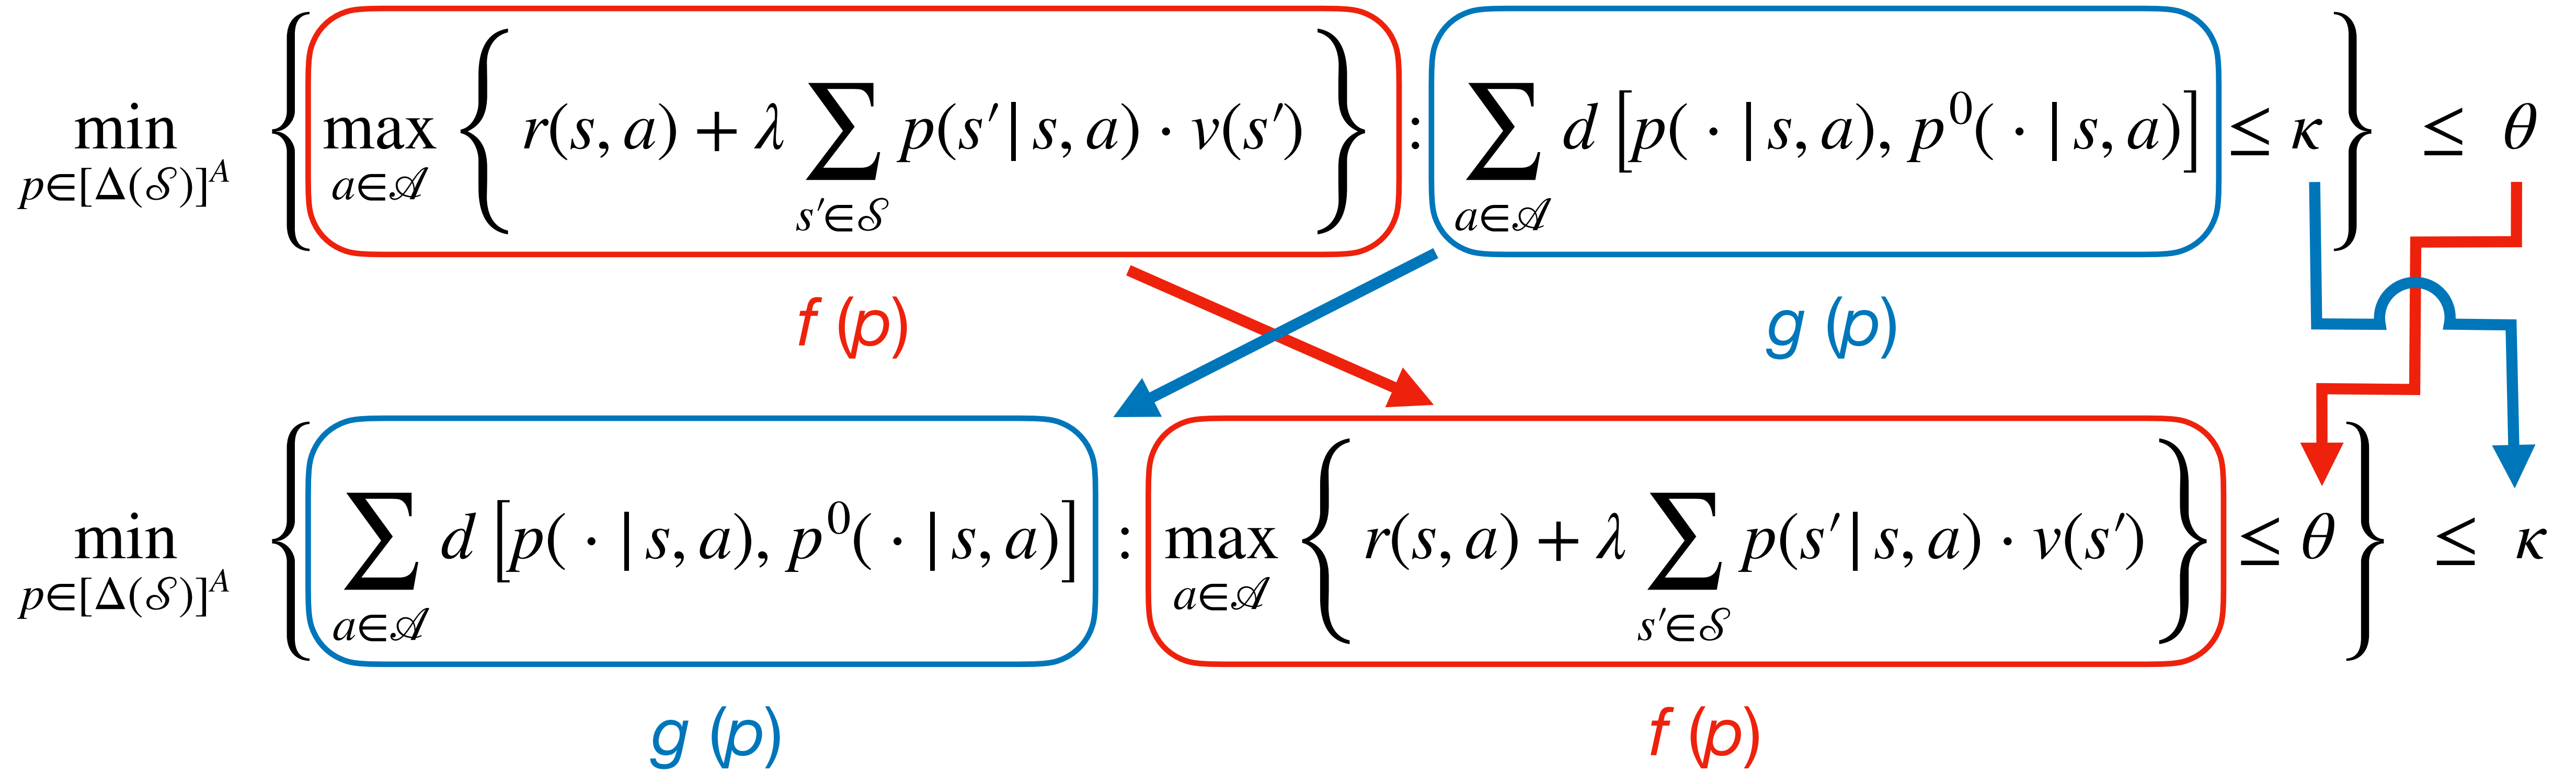 min_{p∈[Δ(𝒮)]^A} { max_{a∈𝒜} { r(s, a) + λ ∑_{s′∈𝒮} p(s′| s, a) · v(s′) } : ∑_{a∈𝒜} d [p( · | s, a), p^0( · | s, a)] ≤ κ } ≤ θ
f (p) g (p)
min_{p∈[Δ(𝒮)]^A} { ∑_{a∈𝒜} d [p( · | s, a), p^0( · | s, a)] : max_{a∈𝒜} { r(s, a) + λ ∑_{s′∈𝒮} p(s′| s, a) · v(s′) } ≤ θ } ≤ κ
g (p) f (p)